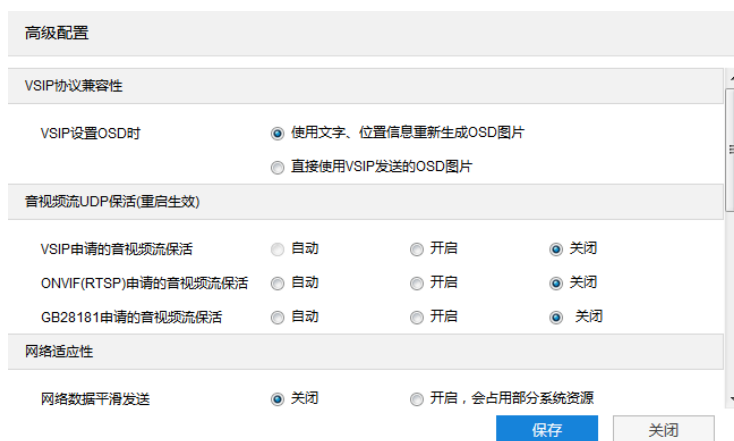 高级配置
VSIP协议兼容性
VSIP设置OSD时 使用文字、位置信息重新生成OSD图片
直接使用VSIP发送的OSD图片
音视频流UDP保活(重启生效)
VSIP申请的音视频流保活 自动 开启 关闭
ONVIF(RTSP)申请的音视频流保活 自动 开启 关闭
GB28181申请的音视频流保活 自动 开启 关闭
网络适应性
网络数据平滑发送 关闭 开启，会占用部分系统资源
保存 关闭